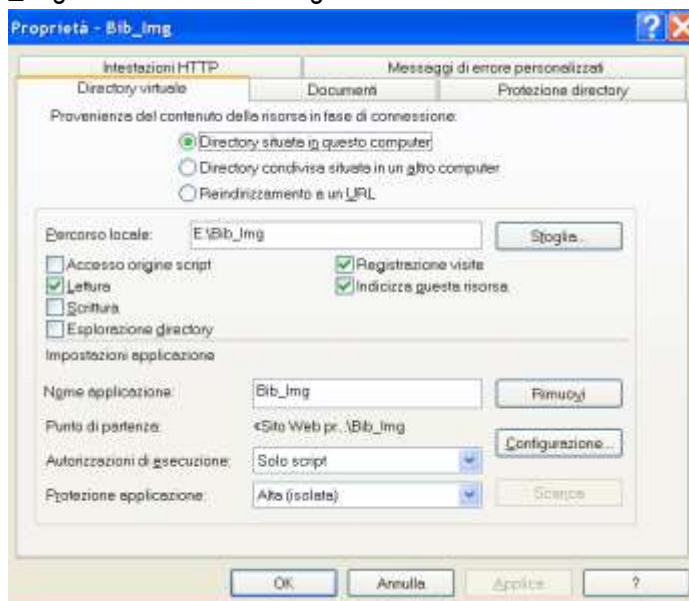 Proprietà - Bib_Img
Intestazioni HTTP
Messaggi di errore personalizzati
Directory virtuale
Documenti
Protezione directory
Provenienza del contenuto della risorsa in fase di connessione:
Directory situata in questo computer
Directory condivisa situata in un altro computer
Reindirizzamento a un URL
Percorso locale: E:\Bib_Img Sfoglia...
Accesso origine script Registrazione visite
Lettura Indicizza questa risorsa
Scrittura
Esplorazione directory
Impostazioni applicazione
Nome applicazione: Bib_Img Rimuovi
Punto di partenza: <Sito Web pr...\Bib_Img
Configurazione...
Autorizzazioni di esecuzione: Solo script
Protezione applicazione: Alta (isolata) Scarica
OK Annulla Applica ?